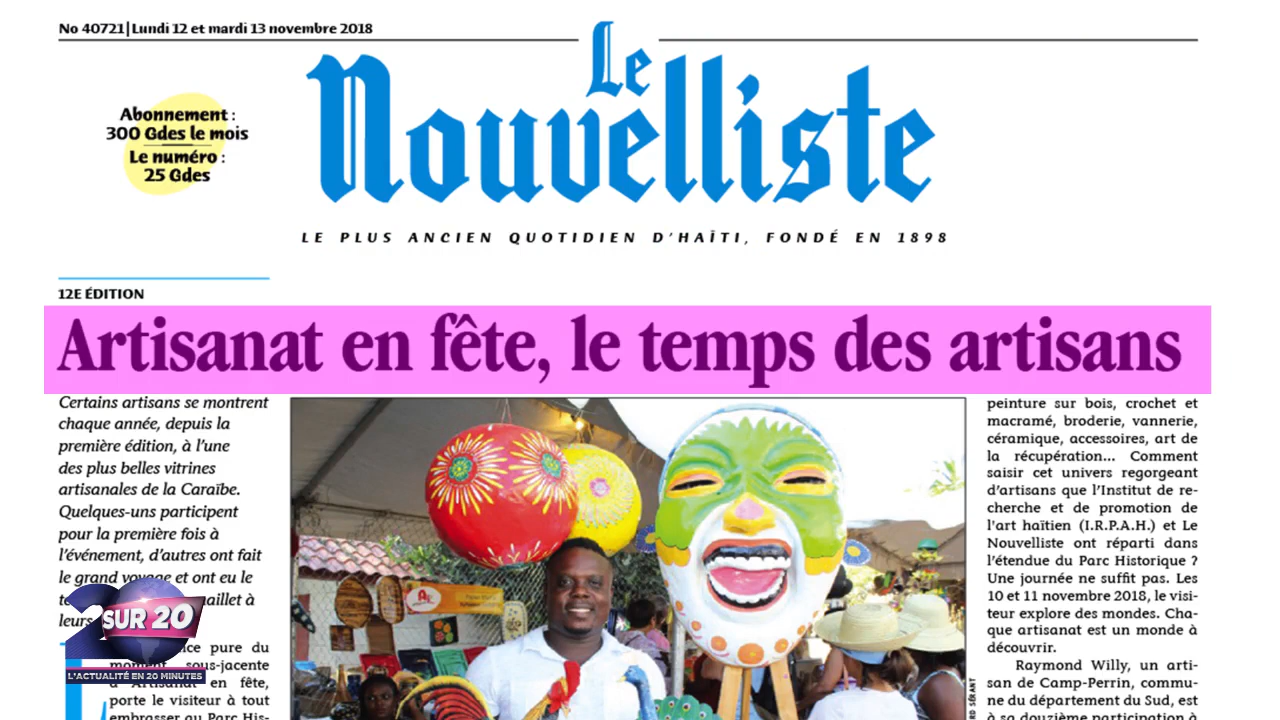 No 40721|Lundi 12 et mardi 13 novembre 2018
Le
Nouvelliste
Abonnement :
300 Gdes le mois
Le numéro :
25 Gdes
LE PLUS ANCIEN QUOTIDIEN D'HAÏTI, FONDÉ EN 1898
12E ÉDITION
Artisanat en fête, le temps des artisans
Certains artisans se montrent
chaque année, depuis la
première édition, à l'une
des plus belles vitrines
artisanales de la Caraïbe.
Quelques-uns participent
pour la première fois à
l'événement, d'autres ont fait
le grand voyage et ont eu le
maillet à
leurs
pure du
moment sous-jacente
à Artisanat en fête,
porte le visiteur à tout
embrasser au Parc His-
peinture sur bois, crochet et
macramé, broderie, vannerie,
céramique, accessoires, art de
la récupération... Comment
saisir cet univers regorgeant
d'artisans que l'Institut de re-
cherche et de promotion de
l'art haïtien (I.R.P.A.H.) et Le
Nouvelliste ont réparti dans
l'étendue du Parc Historique ?
Une journée ne suffit pas. Les
10 et 11 novembre 2018, le visi-
teur explore des mondes. Cha-
que artisanat est un monde à
découvrir.
Raymond Willy, un arti-
san de Camp-Perrin, commu-
ne du département du Sud, est
à sa douzième participation à
SÉRANT
20 SUR 20
L'ACTUALITÉ EN 20 MINUTES